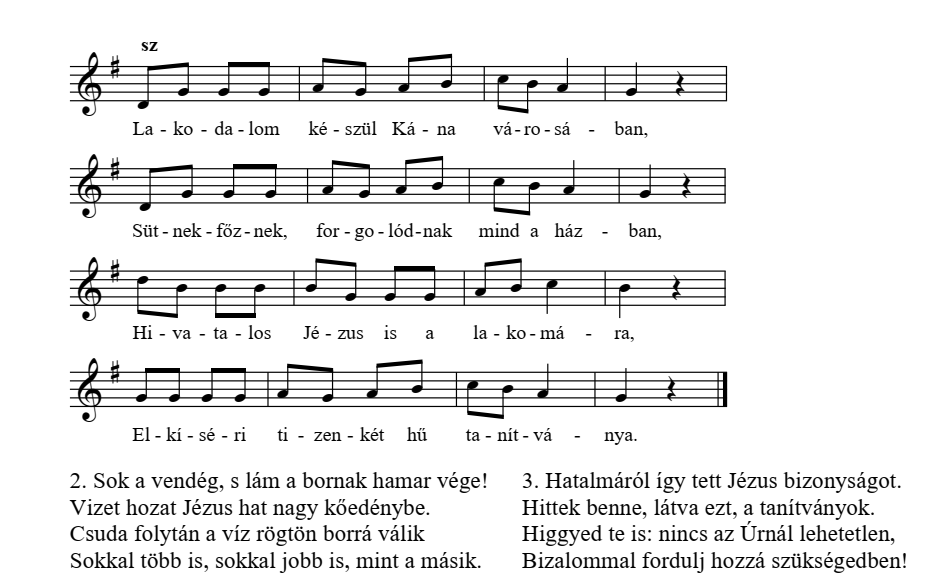 sz
La - ko - da - lom ké - szül Ká - na vá - ro - sá - ban,
Süt - nek - főz - nek, for - go - lód - nak mind a ház - ban,
Hi - va - ta - los Jé - zus is a la - ko - má - ra,
El - kí - sé - ri ti - zen - két hű ta - nít - vá - nya.
2. Sok a vendég, s lám a bornak hamar vége!
Vizet hozat Jézus hat nagy kőedénybe.
Csuda folytán a víz rögtön borrá válik
Sokkal több is, sokkal jobb is, mint a másik.
3. Hatalmáról így tett Jézus bizonyságot.
Hittek benne, látva ezt, a tanítványok.
Higgyed te is: nincs az Úrnál lehetetlen,
Bizalommal fordulj hozzá szükségedben!